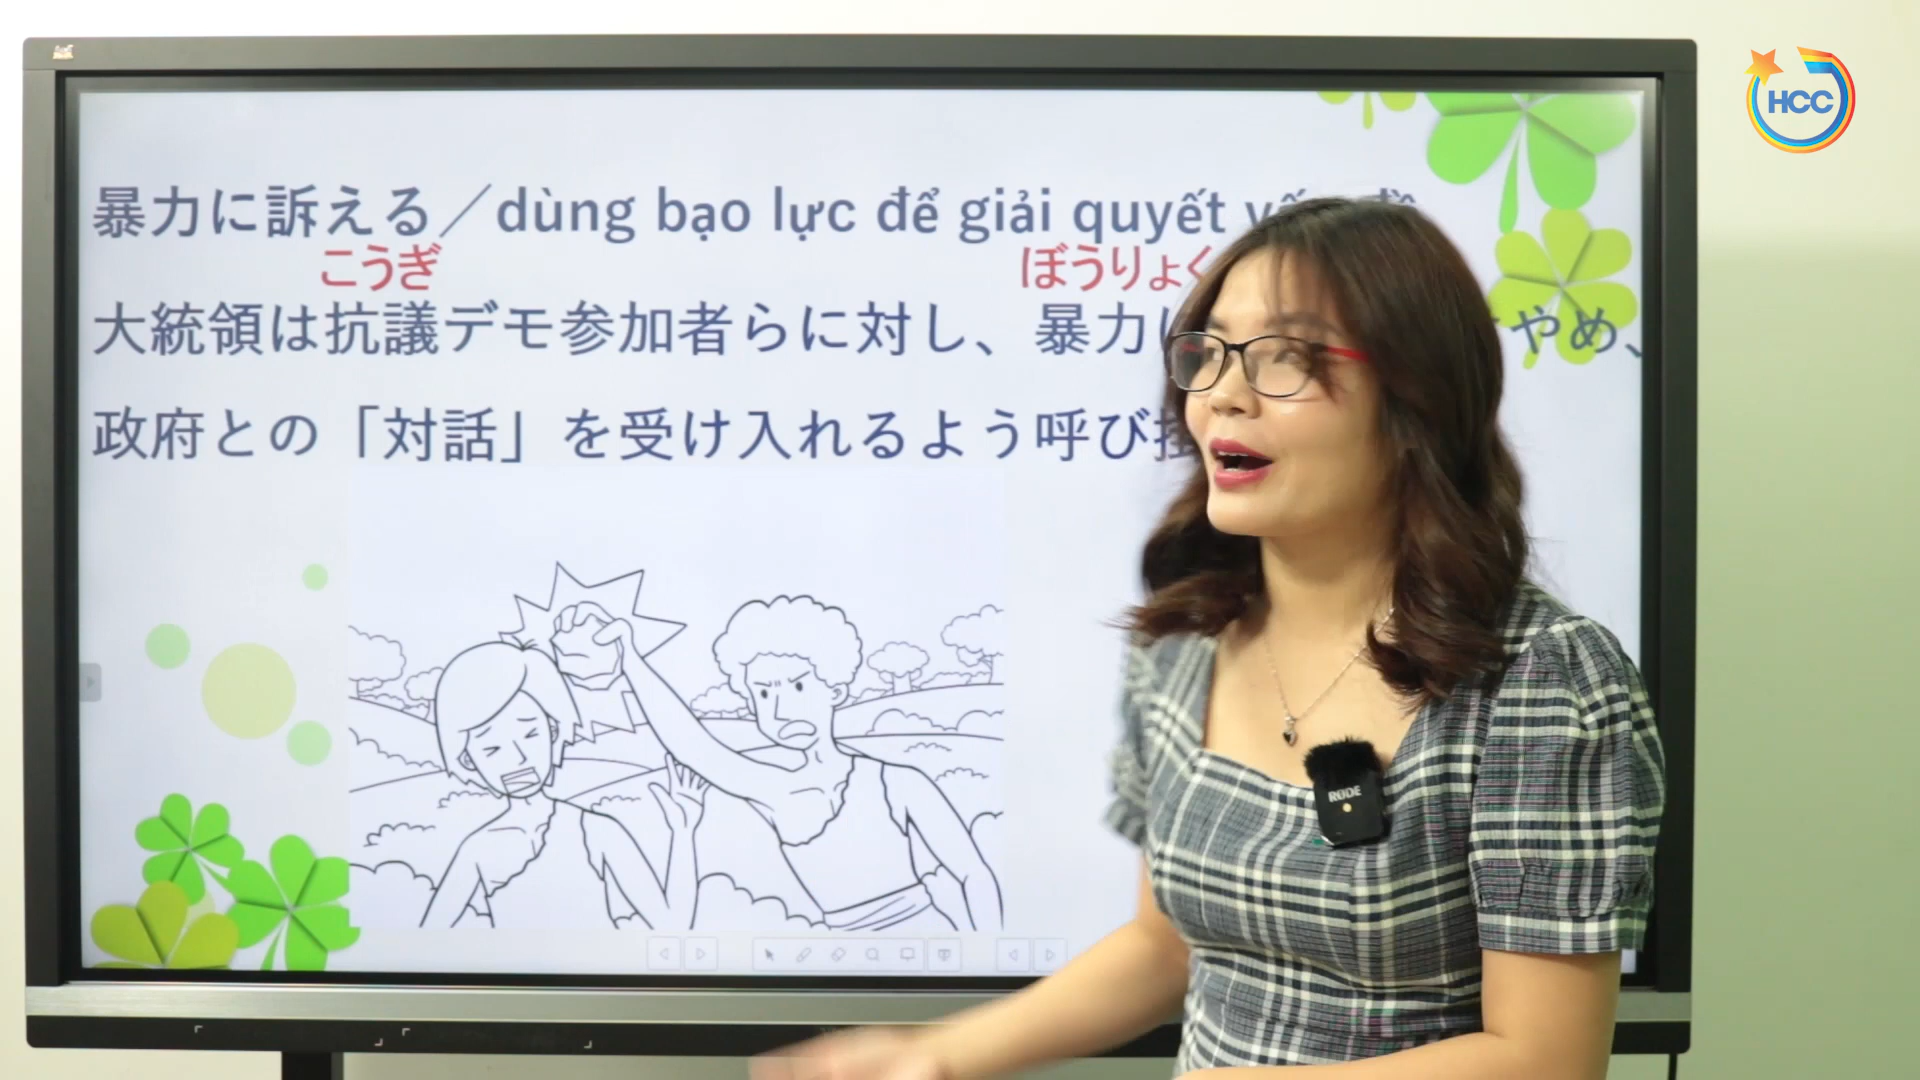 暴力に訴える／dùng bạo lực để giải quyết
こうぎ ぼうりょく
大統領は抗議デモ参加者らに対し、暴力に やめ、
政府との「対話」を受け入れるよう呼び掛
HCC
RØDE